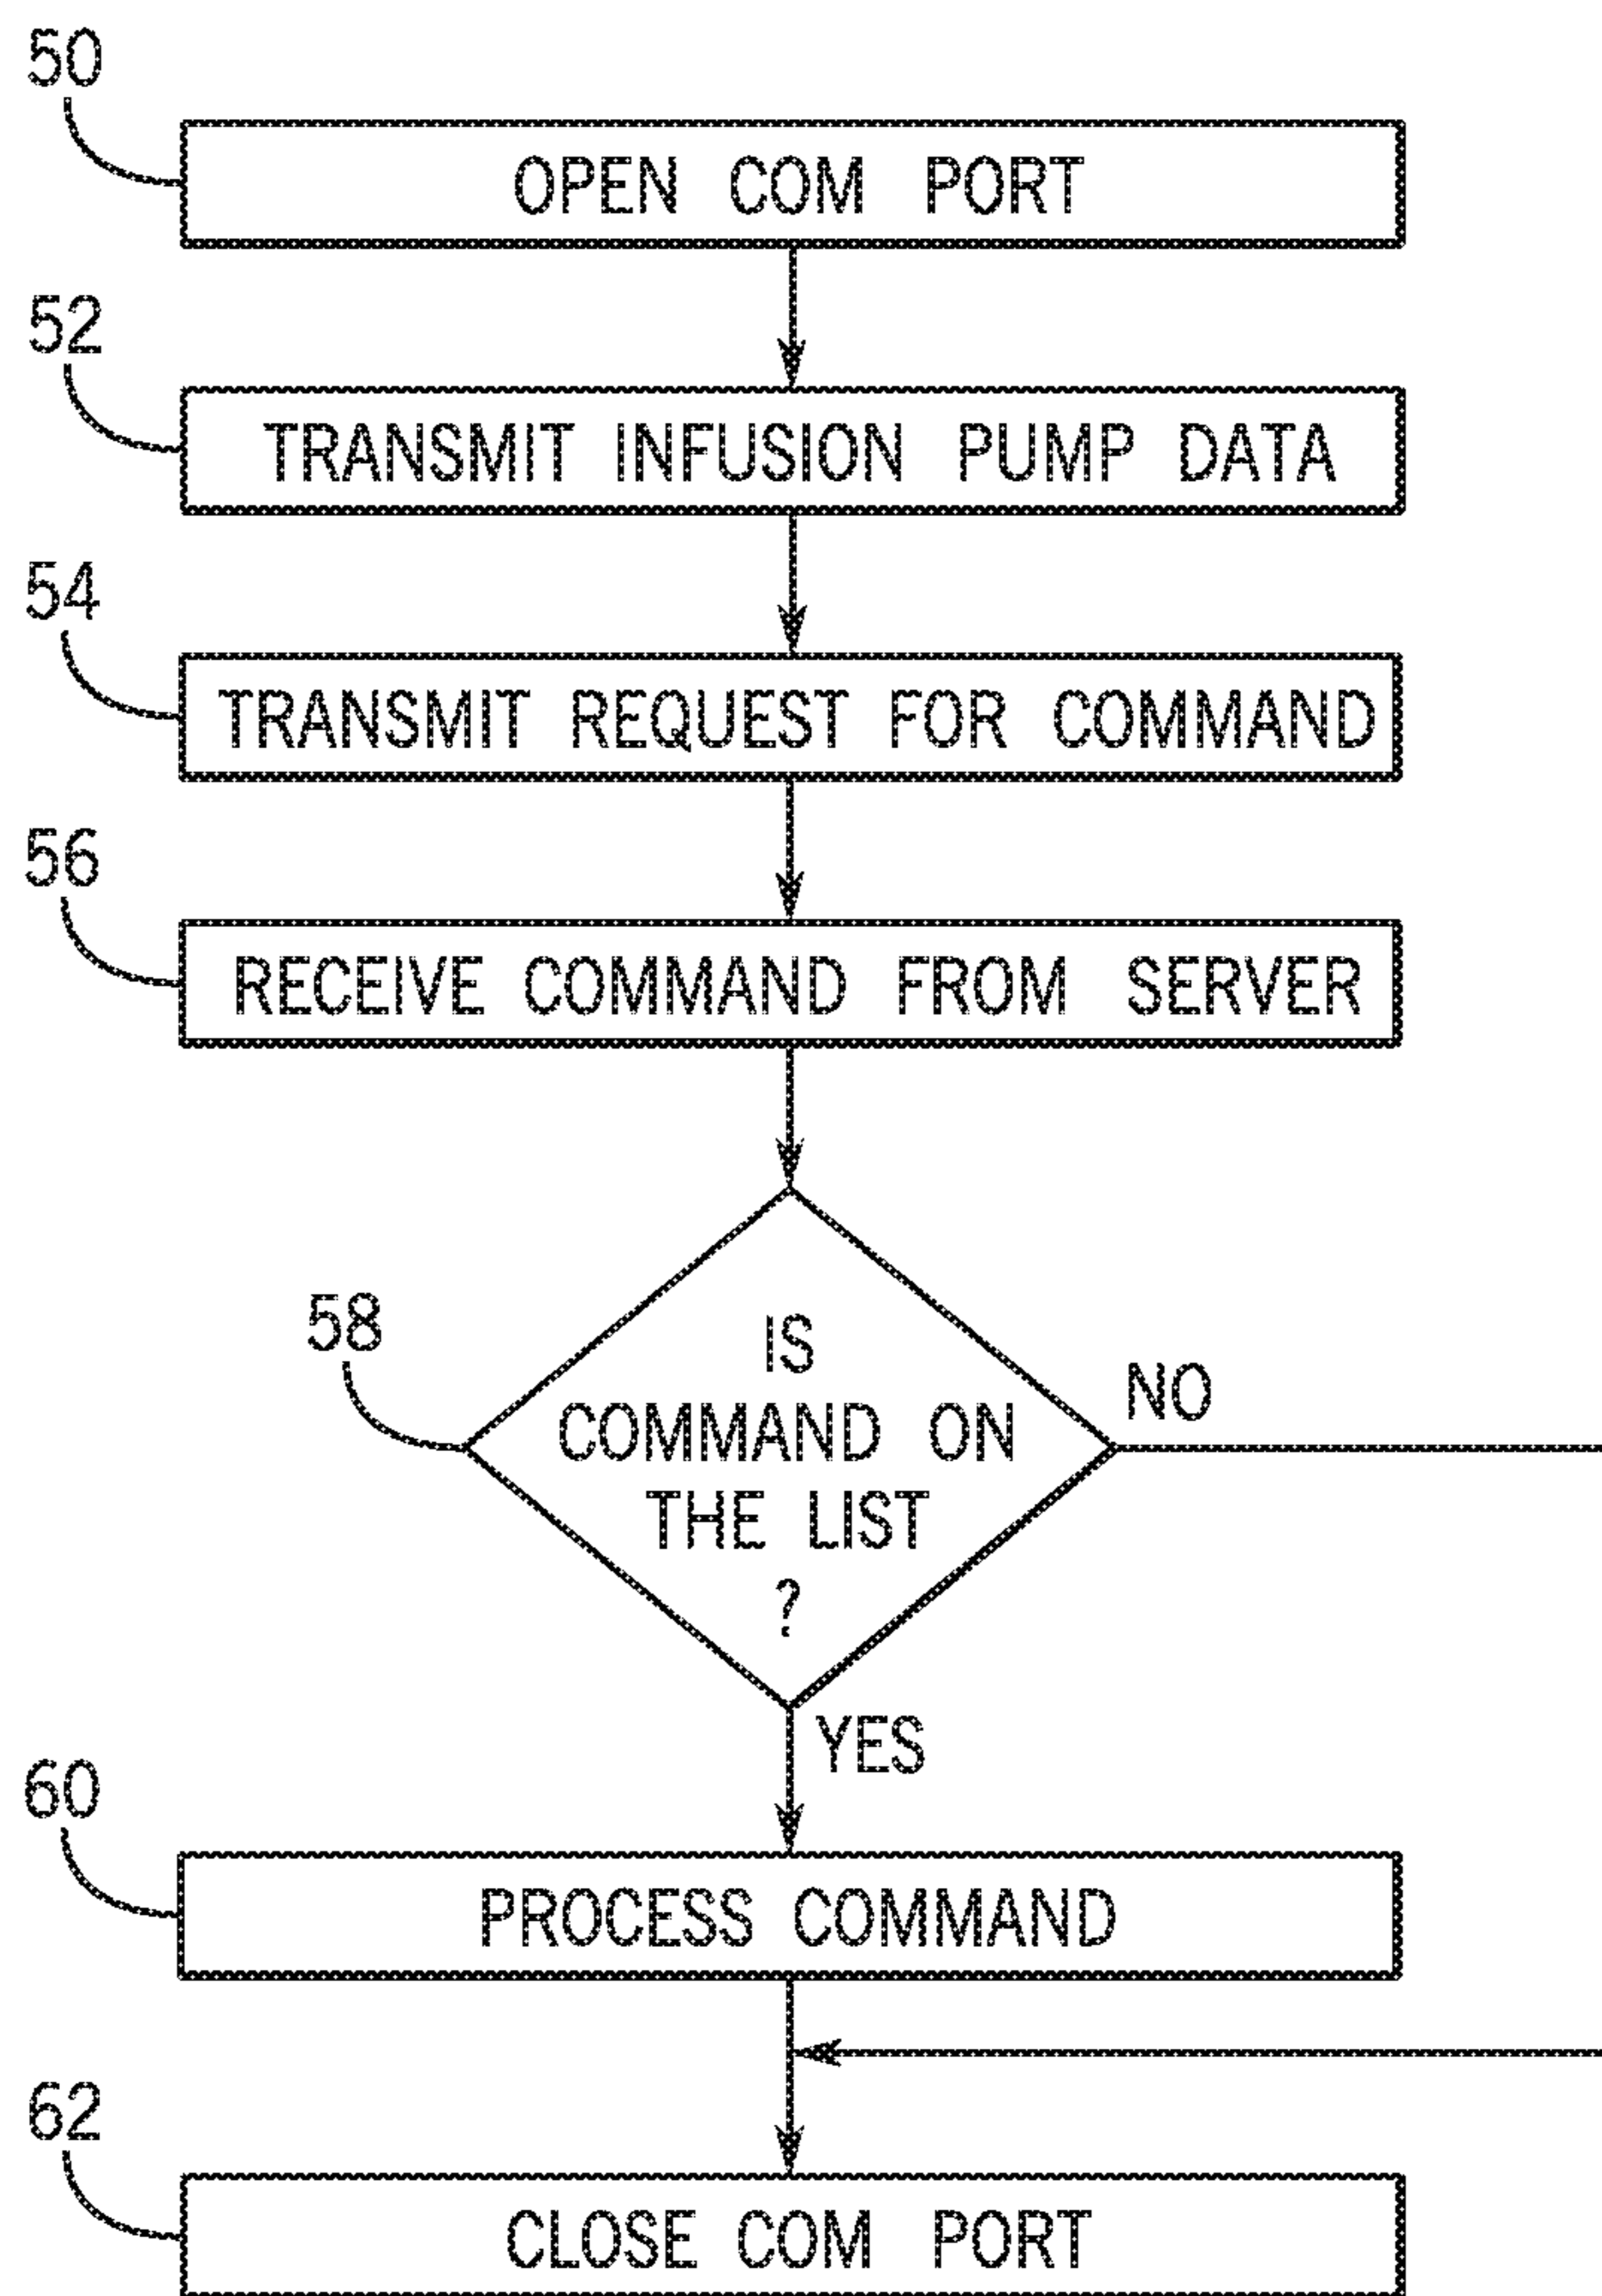 50
OPEN COM PORT
52
TRANSMIT INFUSION PUMP DATA
54
TRANSMIT REQUEST FOR COMMAND
56
RECEIVE COMMAND FROM SERVER
58
IS
COMMAND ON
THE LIST
?
NO
YES
60
PROCESS COMMAND
62
CLOSE COM PORT